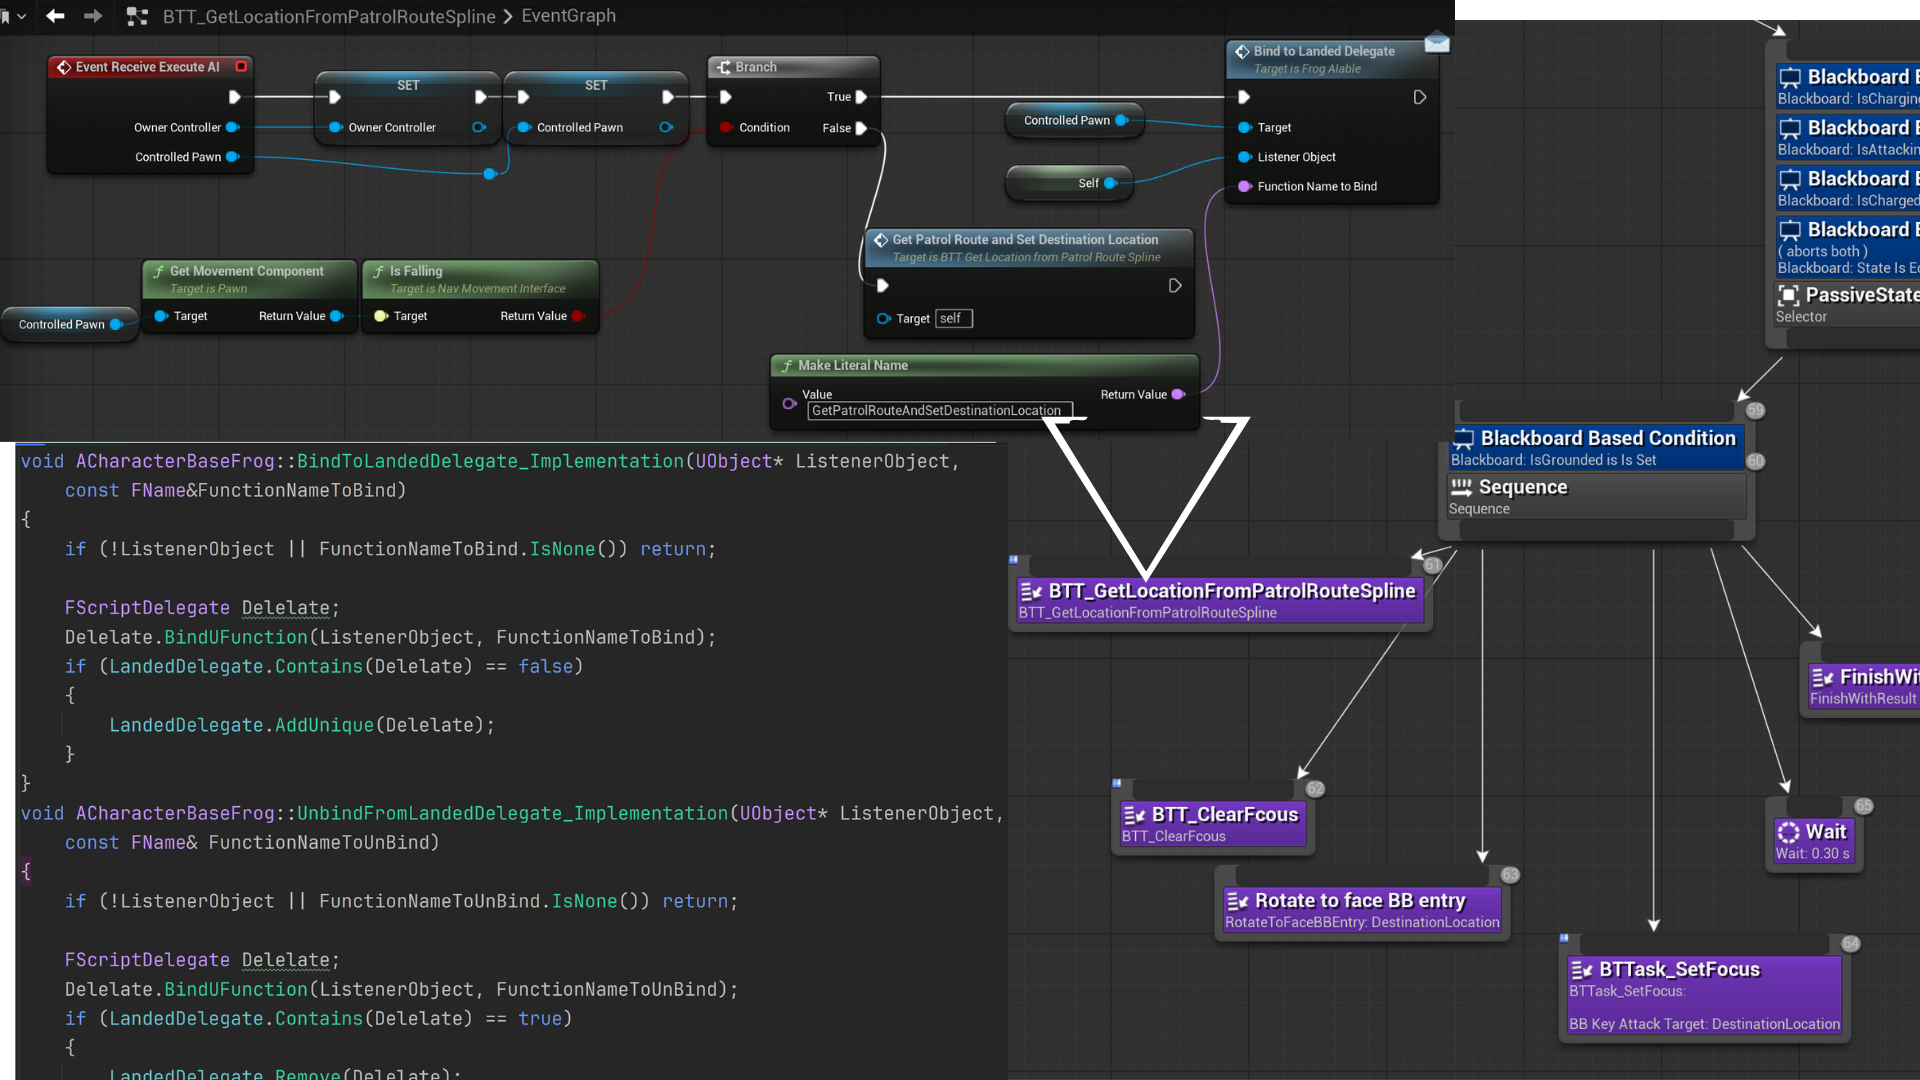 BTT_GetLocationFromPatrolRouteSpline > EventGraph
Event Receive Execute AI
Owner Controller
Controlled Pawn
SET
Owner Controller
SET
Controlled Pawn
Branch
True
Condition
False
Bind to Landed Delegate
Target is Frog AIable
Target
Listener Object
Function Name to Bind
Controlled Pawn
Self
Get Patrol Route and Set Destination Location
Target is BTT Get Location from Patrol Route Spline
Target self
Controlled Pawn
Get Movement Component
Target is Pawn
Target Return Value
Is Falling
Target is Nav Movement Interface
Target Return Value
Make Literal Name
Value
Return Value
GetPatrolRouteAndSetDestinationLocation
void ACharacterBaseFrog::BindToLandedDelegate_Implementation(UObject* ListenerObject,
const FName&FunctionNameToBind)
{
if (!ListenerObject || FunctionNameToBind.IsNone()) return;
FScriptDelegate Delelate;
Delelate.BindUFunction(ListenerObject, FunctionNameToBind);
if (LandedDelegate.Contains(Delelate) == false)
{
LandedDelegate.AddUnique(Delelate);
}
}
void ACharacterBaseFrog::UnbindFromLandedDelegate_Implementation(UObject* ListenerObject,
const FName& FunctionNameToUnBind)
{
if (!ListenerObject || FunctionNameToUnBind.IsNone()) return;
FScriptDelegate Delelate;
Delelate.BindUFunction(ListenerObject, FunctionNameToUnBind);
if (LandedDelegate.Contains(Delelate) == true)
{
LandedDelegate.Remove(Delelate);
Blackboard B
Blackboard: IsCharging
Blackboard B
Blackboard: IsAttackin
Blackboard B
Blackboard: IsCharged
Blackboard B
( aborts both )
Blackboard: State Is Eq
PassiveState
Selector
59
Blackboard Based Condition
Blackboard: IsGrounded is Is Set
60
Sequence
Sequence
61
BTT_GetLocationFromPatrolRouteSpline
BTT_GetLocationFromPatrolRouteSpline
62
BTT_ClearFcous
BTT_ClearFcous
63
Rotate to face BB entry
RotateToFaceBBEntry: DestinationLocation
64
BTTask_SetFocus
BTTask_SetFocus:
BB Key Attack Target: DestinationLocation
65
Wait
Wait: 0.30 s
FinishWit
FinishWithResult